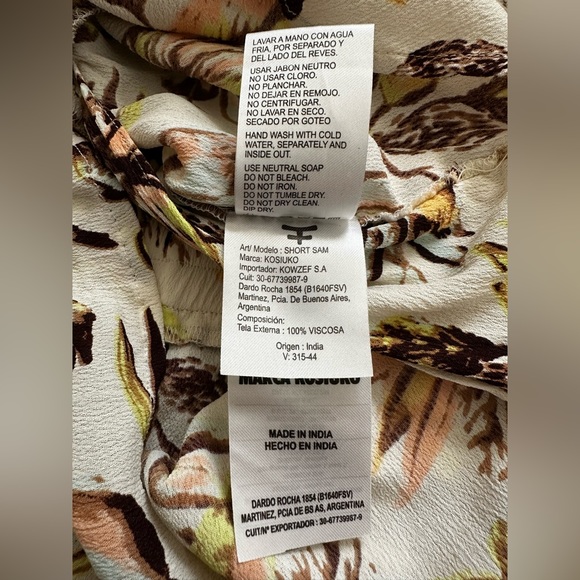 LAVAR A MANO CON AGUA
FRIA, POR SEPARADO Y
DEL LADO DEL REVES.
USAR JABON NEUTRO
NO USAR CLORO.
NO PLANCHAR.
NO DEJAR EN REMOJO.
NO CENTRIFUGAR.
NO LAVAR EN SECO.
SECADO POR GOTEO
HAND WASH WITH COLD
WATER, SEPARATELY AND
INSIDE OUT.
USE NEUTRAL SOAP
DO NOT BLEACH.
DO NOT IRON.
DO NOT TUMBLE DRY.
DO NOT DRY CLEAN.
DIP DRY.
Art/ Modelo : SHORT SAM
Marca: KOSIUKO
Importador: KOWZEF S.A
Cuit: 30-67739987-9
Dardo Rocha 1854 (B1640FSV)
Martinez, Pcia. De Buenos Aires,
Argentina
Composición:
Tela Externa : 100% VISCOSA
Origen : India
V: 315-44
MARCA KOSIUKO
MADE IN INDIA
HECHO EN INDIA
DARDO ROCHA 1854 (B1640FSV)
MARTINEZ, PCIA DE BS AS, ARGENTINA
CUIT/Nº EXPORTADOR : 30-67739987-9